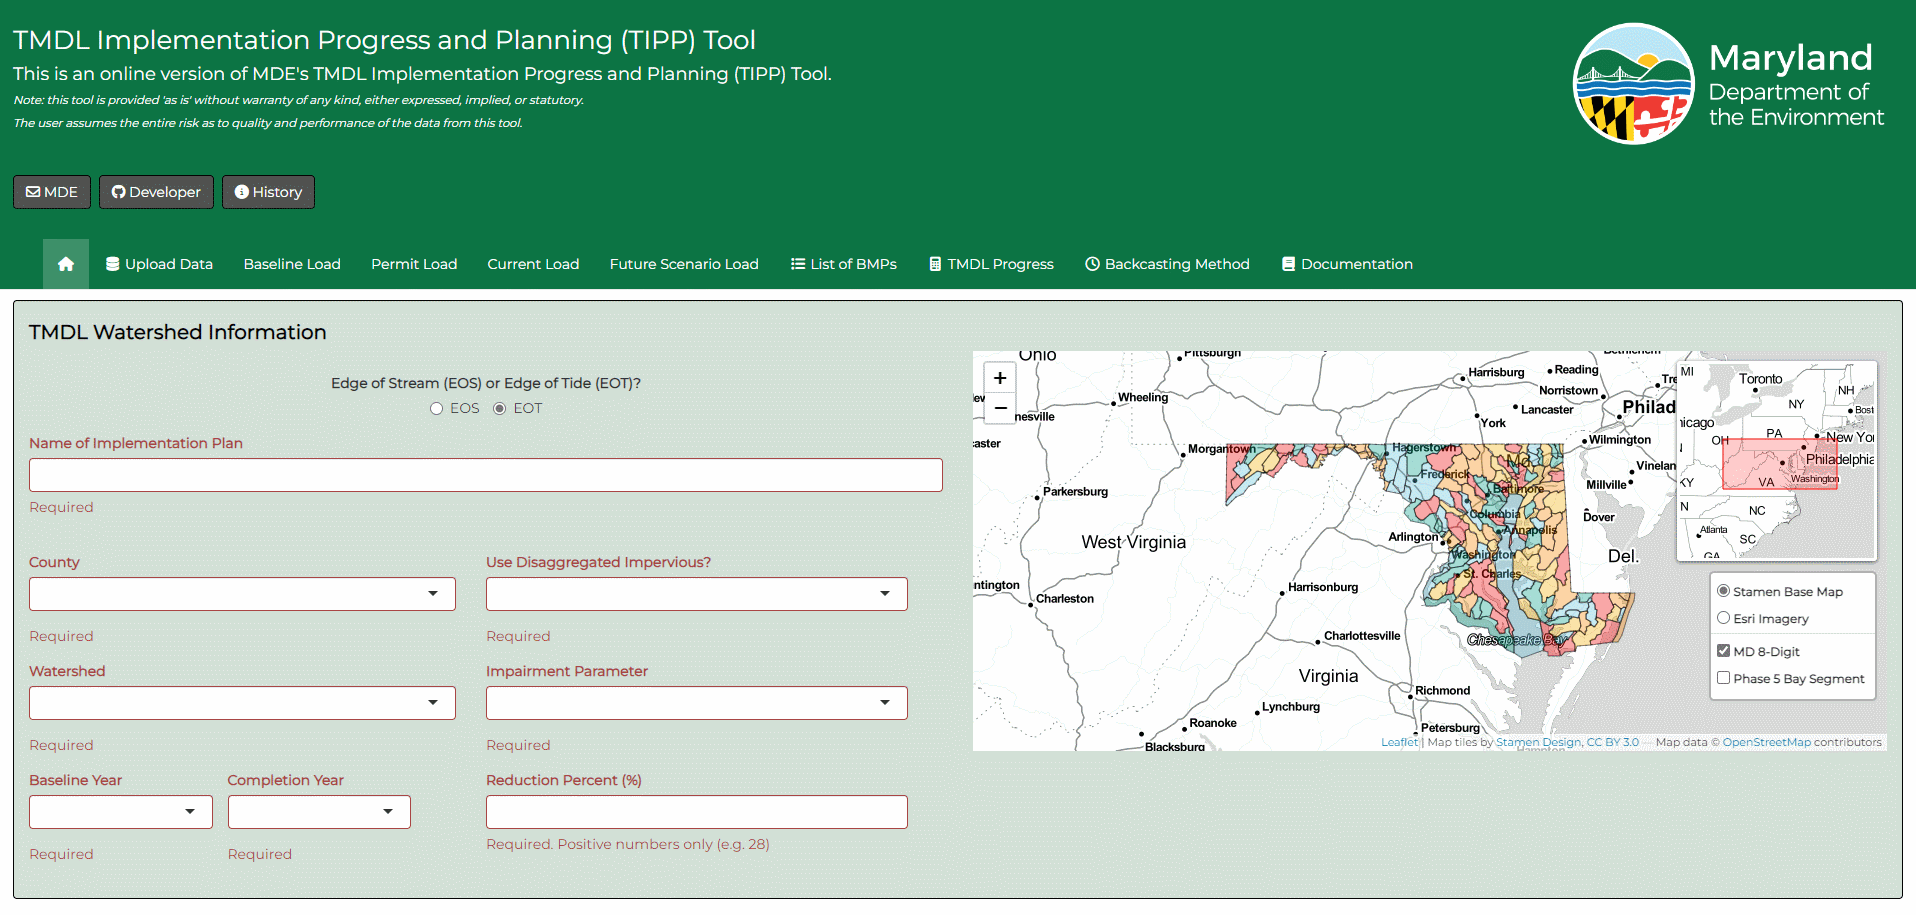 TMDL Implementation Progress and Planning (TIPP) Tool
This is an online version of MDE's TMDL Implementation Progress and Planning (TIPP) Tool.
Note: this tool is provided 'as is' without warranty of any kind, either expressed, implied, or statutory.
The user assumes the entire risk as to quality and performance of the data from this tool.
Maryland
Department of
the Environment
MDE
Developer
History
Upload Data
Baseline Load
Permit Load
Current Load
Future Scenario Load
List of BMPs
TMDL Progress
Backcasting Method
Documentation
TMDL Watershed Information
Edge of Stream (EOS) or Edge of Tide (EOT)?
EOS
EOT
Name of Implementation Plan
Required
County
Use Disaggregated Impervious?
Required
Required
Watershed
Impairment Parameter
Required
Required
Baseline Year
Completion Year
Reduction Percent (%)
Required
Required
Required. Positive numbers only (e.g. 28)
+
−
Ohio
Pittsburgh
Wheeling
nesville
aster
Morgantown
Parkersburg
West Virginia
ntington
Charleston
Harrisburg
Reading
Norristown
Lancaster
Philad
York
Wilmington
Vinelan
Millville
Dover
Del.
Hagerstown
Frederick
Md.
Baltimore
Columbia
Annapolis
Arlington
Washington
St. Charles
Harrisonburg
Charlottesville
Chesapeake Bay
Virginia
Richmond
Lynchburg
Roanoke
Petersburg
Blacksburg
Hampton
MI
Toronto
NH
NY
Bost
hicago
OH
PA
New Yor
Philadelphia
KY
VA
Washington
N
NC
Atlanta
SC
GA
Stamen Base Map
Esri Imagery
MD 8-Digit
Phase 5 Bay Segment
Leaflet | Map tiles by Stamen Design, CC BY 3.0 — Map data © OpenStreetMap contributors